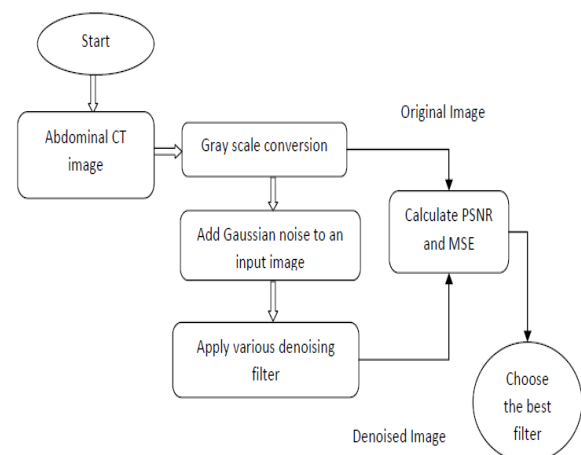 Start
Abdominal CT
image
Gray scale conversion
Original Image
Add Gaussian noise to an
input image
Calculate PSNR
and MSE
Apply various denoising
filter
Choose
the best
filter
Denoised Image